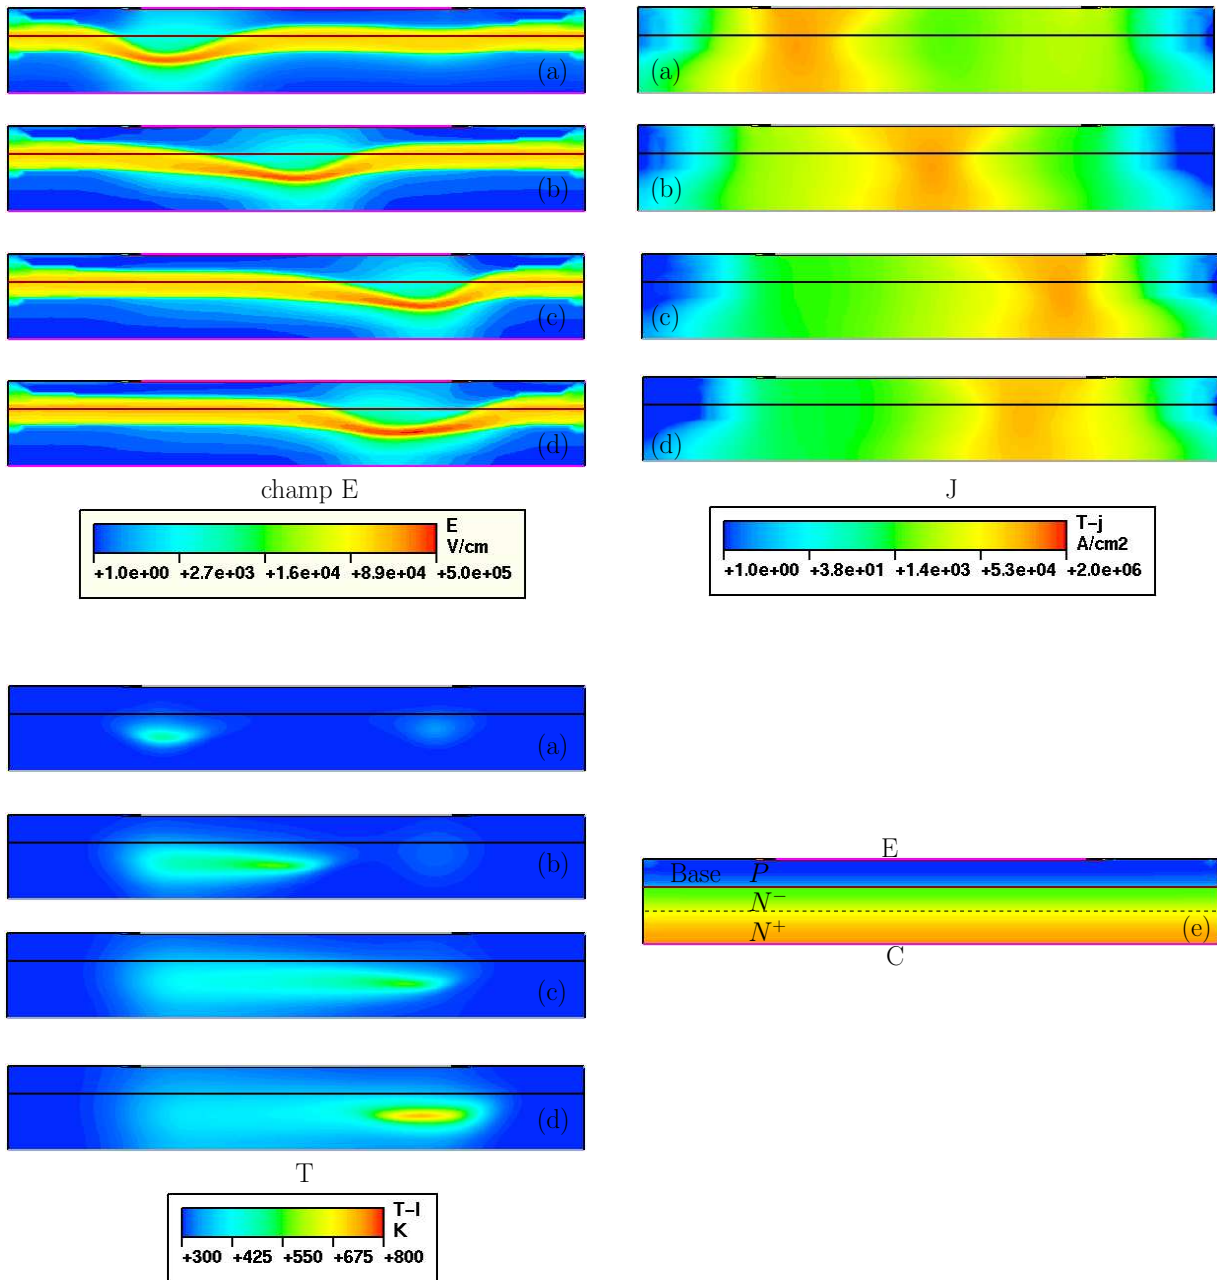 (a)
(b)
(c)
(d)
champ E
E
V/cm
+1.0e+00 +2.7e+03 +1.6e+04 +8.9e+04 +5.0e+05
(a)
(b)
(c)
(d)
J
T-j
A/cm2
+1.0e+00 +3.8e+01 +1.4e+03 +5.3e+04 +2.0e+06
(a)
(b)
(c)
(d)
T
T-l
K
+300 +425 +550 +675 +800
E
Base P
N−
N+
(e)
C